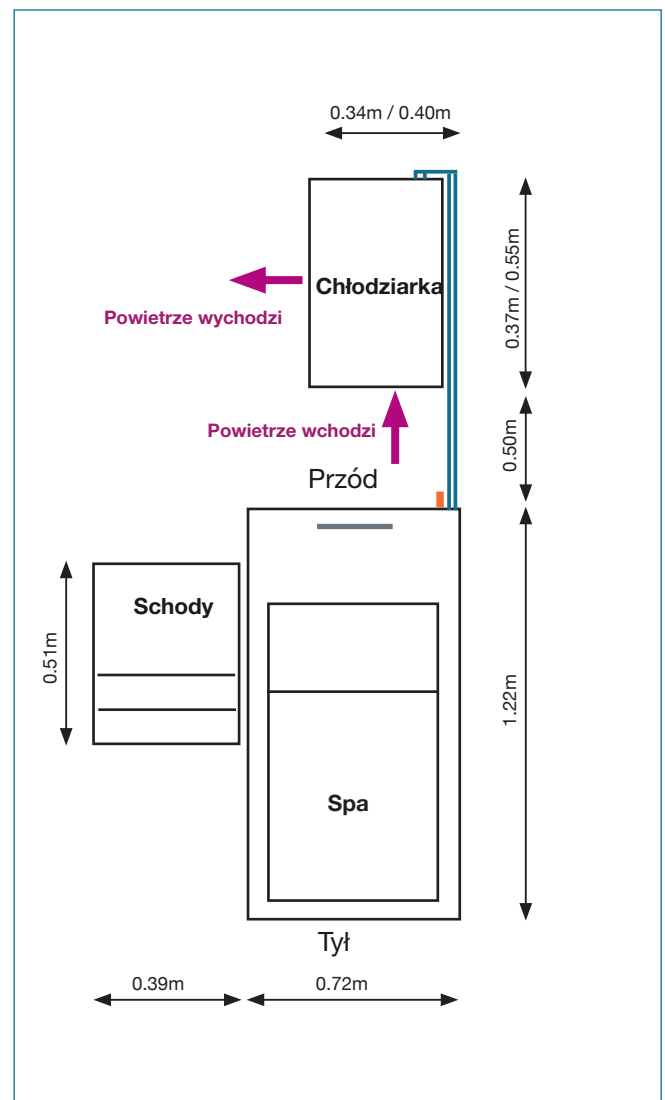 0.34m / 0.40m
Chłodziarka
0.37m / 0.55m
Powietrze wychodzi
Powietrze wchodzi
0.50m
Przód
Schody
0.51m
1.22m
Spa
Tył
0.39m
0.72m